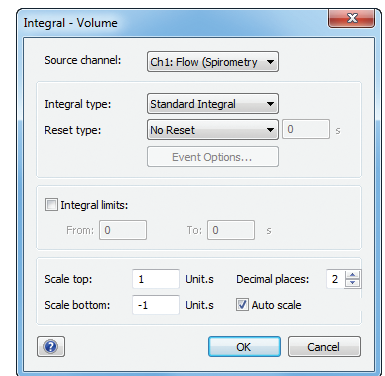 Integral - Volume
Source channel: Ch1: Flow (Spirometry
Integral type: Standard Integral
Reset type: No Reset 0 s
Event Options...
Integral limits:
From: 0 To: 0 s
Scale top: 1 Unit.s Decimal places: 2
Scale bottom: -1 Unit.s Auto scale
? OK Cancel